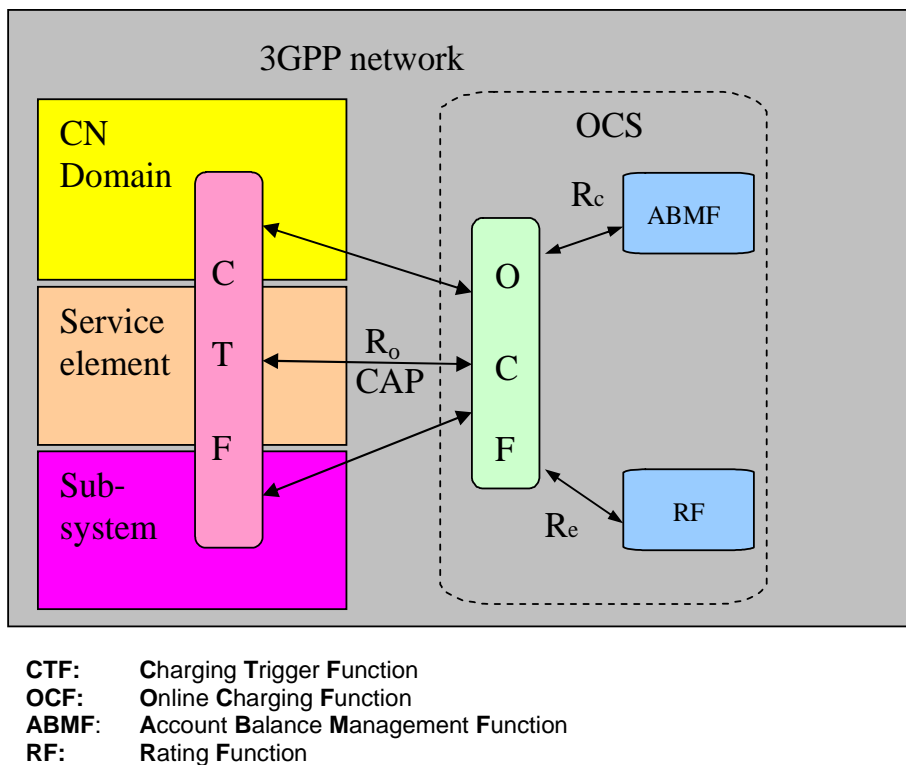 3GPP network
CN
Domain
OCS
Rc
ABMF
C
T
F
O
C
F
Service
element
Ro
CAP
Sub-
system
Re
RF
CTF: Charging Trigger Function
OCF: Online Charging Function
ABMF: Account Balance Management Function
RF: Rating Function